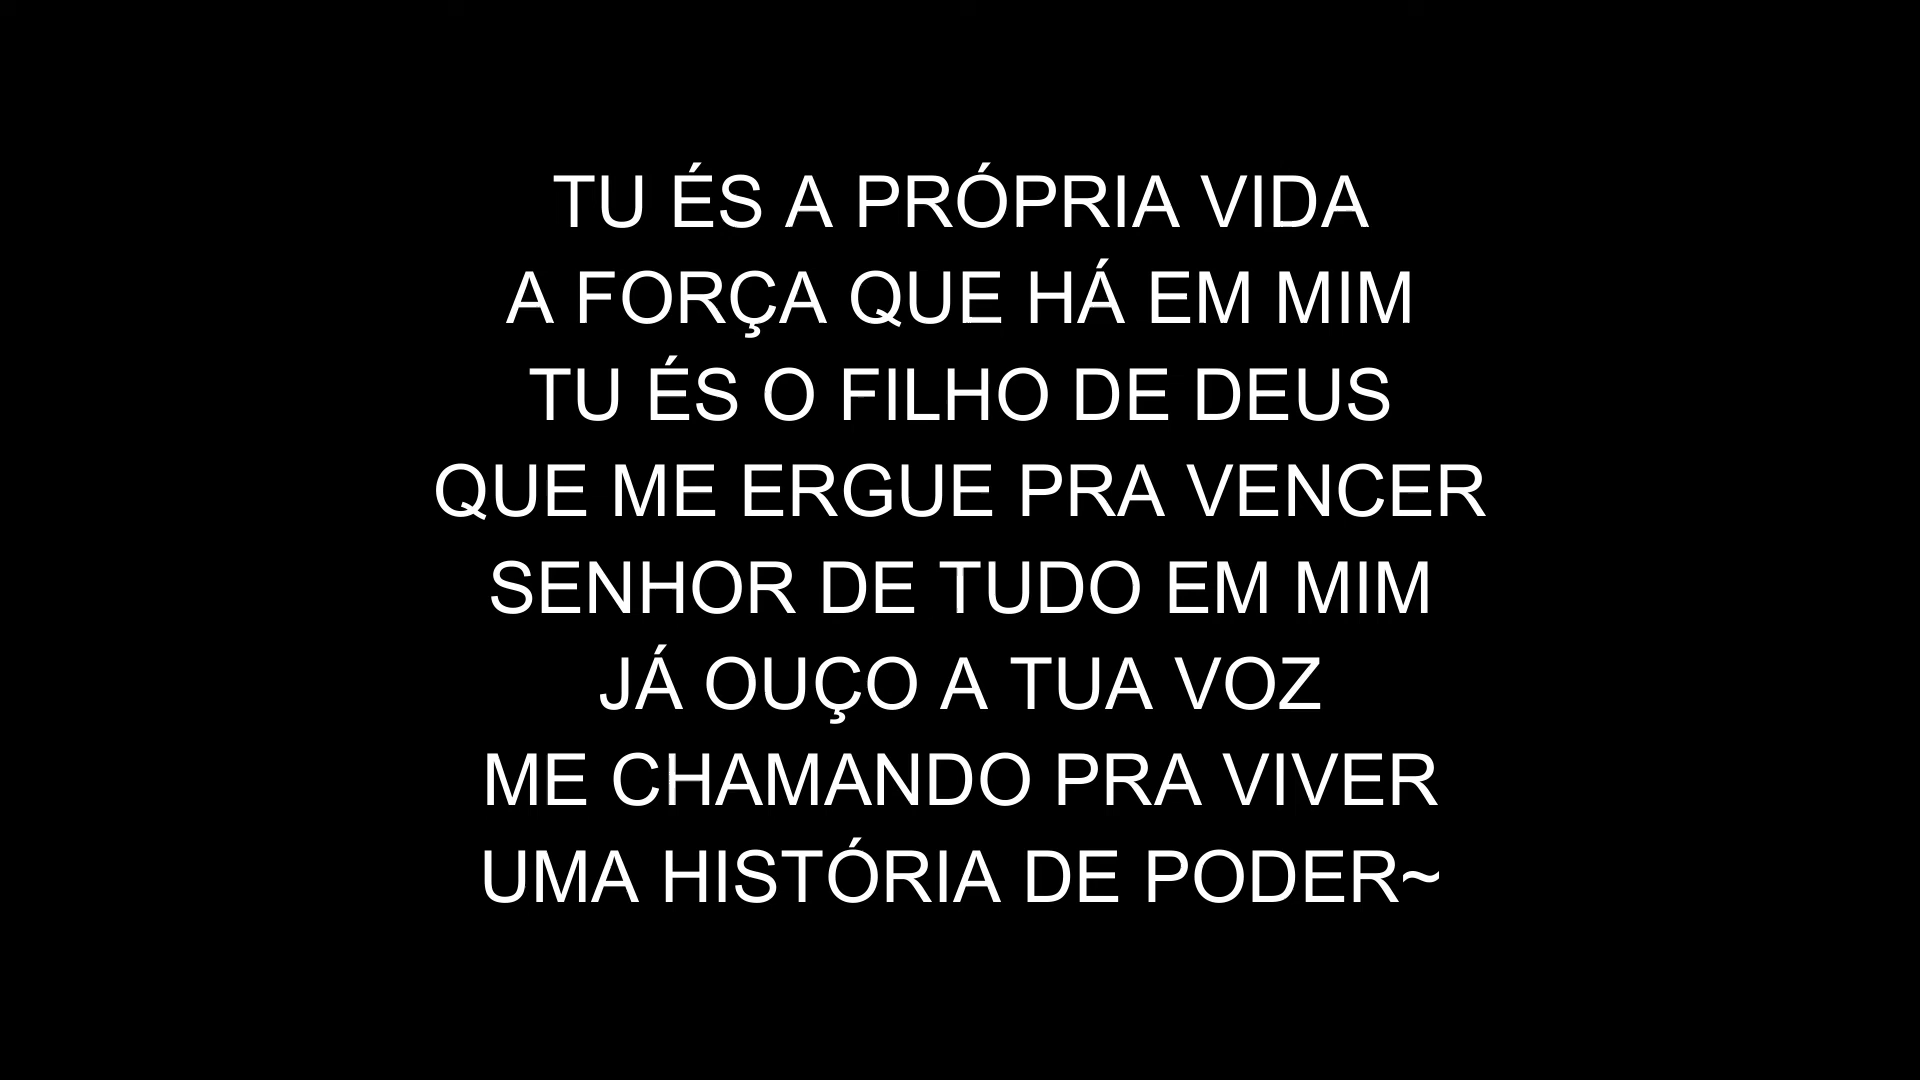 TU ÉS A PRÓPRIA VIDA
A FORÇA QUE HÁ EM MIM
TU ÉS O FILHO DE DEUS
QUE ME ERGUE PRA VENCER
SENHOR DE TUDO EM MIM
JÁ OUÇO A TUA VOZ
ME CHAMANDO PRA VIVER
UMA HISTÓRIA DE PODER~